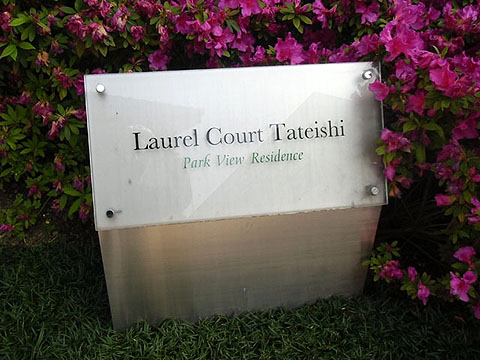 Laurel Court Tateishi
Park View Residence